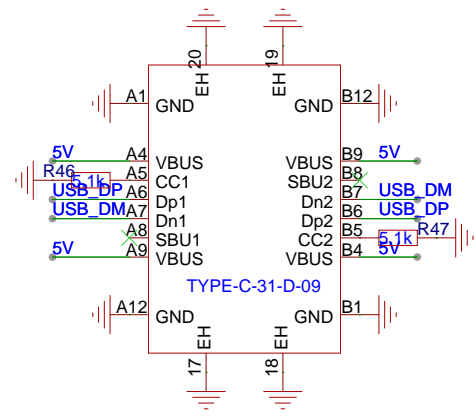 20 19
EH EH
A1 GND GND B12
5V A4 VBUS VBUS B9 5V
R46 5.1k A5 CC1 SBU2 B8
USB_DP A6 Dp1 Dn2 B7 USB_DM
USB_DM A7 Dn1 Dp2 B6 USB_DP
A8 SBU1 CC2 B5 5.1k R47
5V A9 VBUS VBUS B4 5V
TYPE-C-31-D-09
A12 GND GND B1
EH EH
17 18